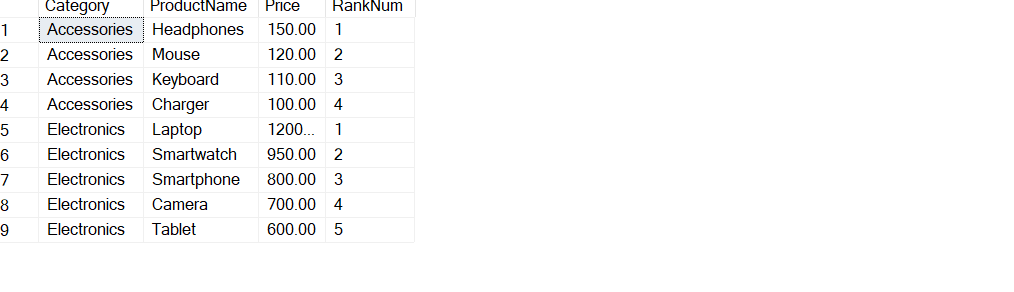 Category ProductName Price RankNum
1 Accessories Headphones 150.00 1
2 Accessories Mouse 120.00 2
3 Accessories Keyboard 110.00 3
4 Accessories Charger 100.00 4
5 Electronics Laptop 1200... 1
6 Electronics Smartwatch 950.00 2
7 Electronics Smartphone 800.00 3
8 Electronics Camera 700.00 4
9 Electronics Tablet 600.00 5